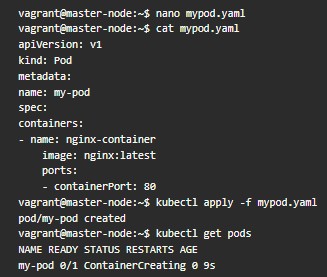 vagrant@master-node:~$ nano mypod.yaml
vagrant@master-node:~$ cat mypod.yaml
apiVersion: v1
kind: Pod
metadata:
name: my-pod
spec:
containers:
- name: nginx-container
    image: nginx:latest
    ports:
    - containerPort: 80
vagrant@master-node:~$ kubectl apply -f mypod.yaml
pod/my-pod created
vagrant@master-node:~$ kubectl get pods
NAME READY STATUS RESTARTS AGE
my-pod 0/1 ContainerCreating 0 9s